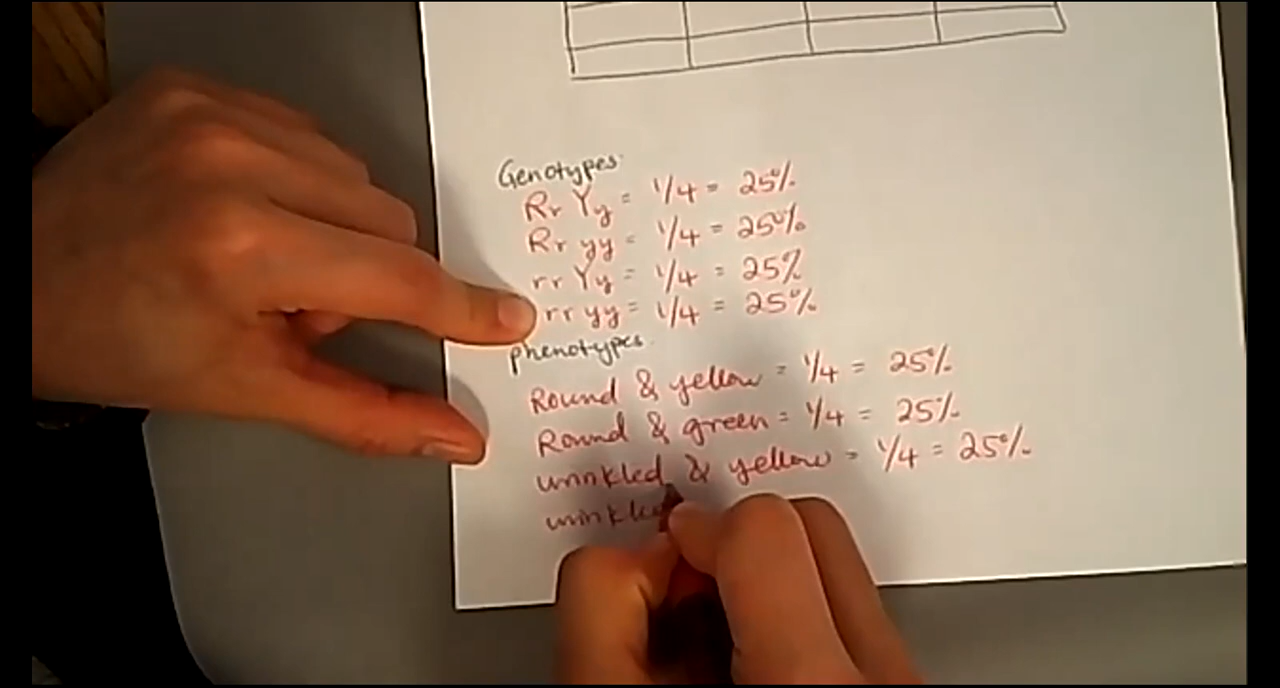 Genotypes:
Rr Yy = 1/4 = 25%
Rr yy = 1/4 = 25%
rr Yy = 1/4 = 25%
rr yy = 1/4 = 25%
phenotypes:
Round & yellow = 1/4 = 25%
Round & green = 1/4 = 25%
wrinkled & yellow = 1/4 = 25%
wrinkled